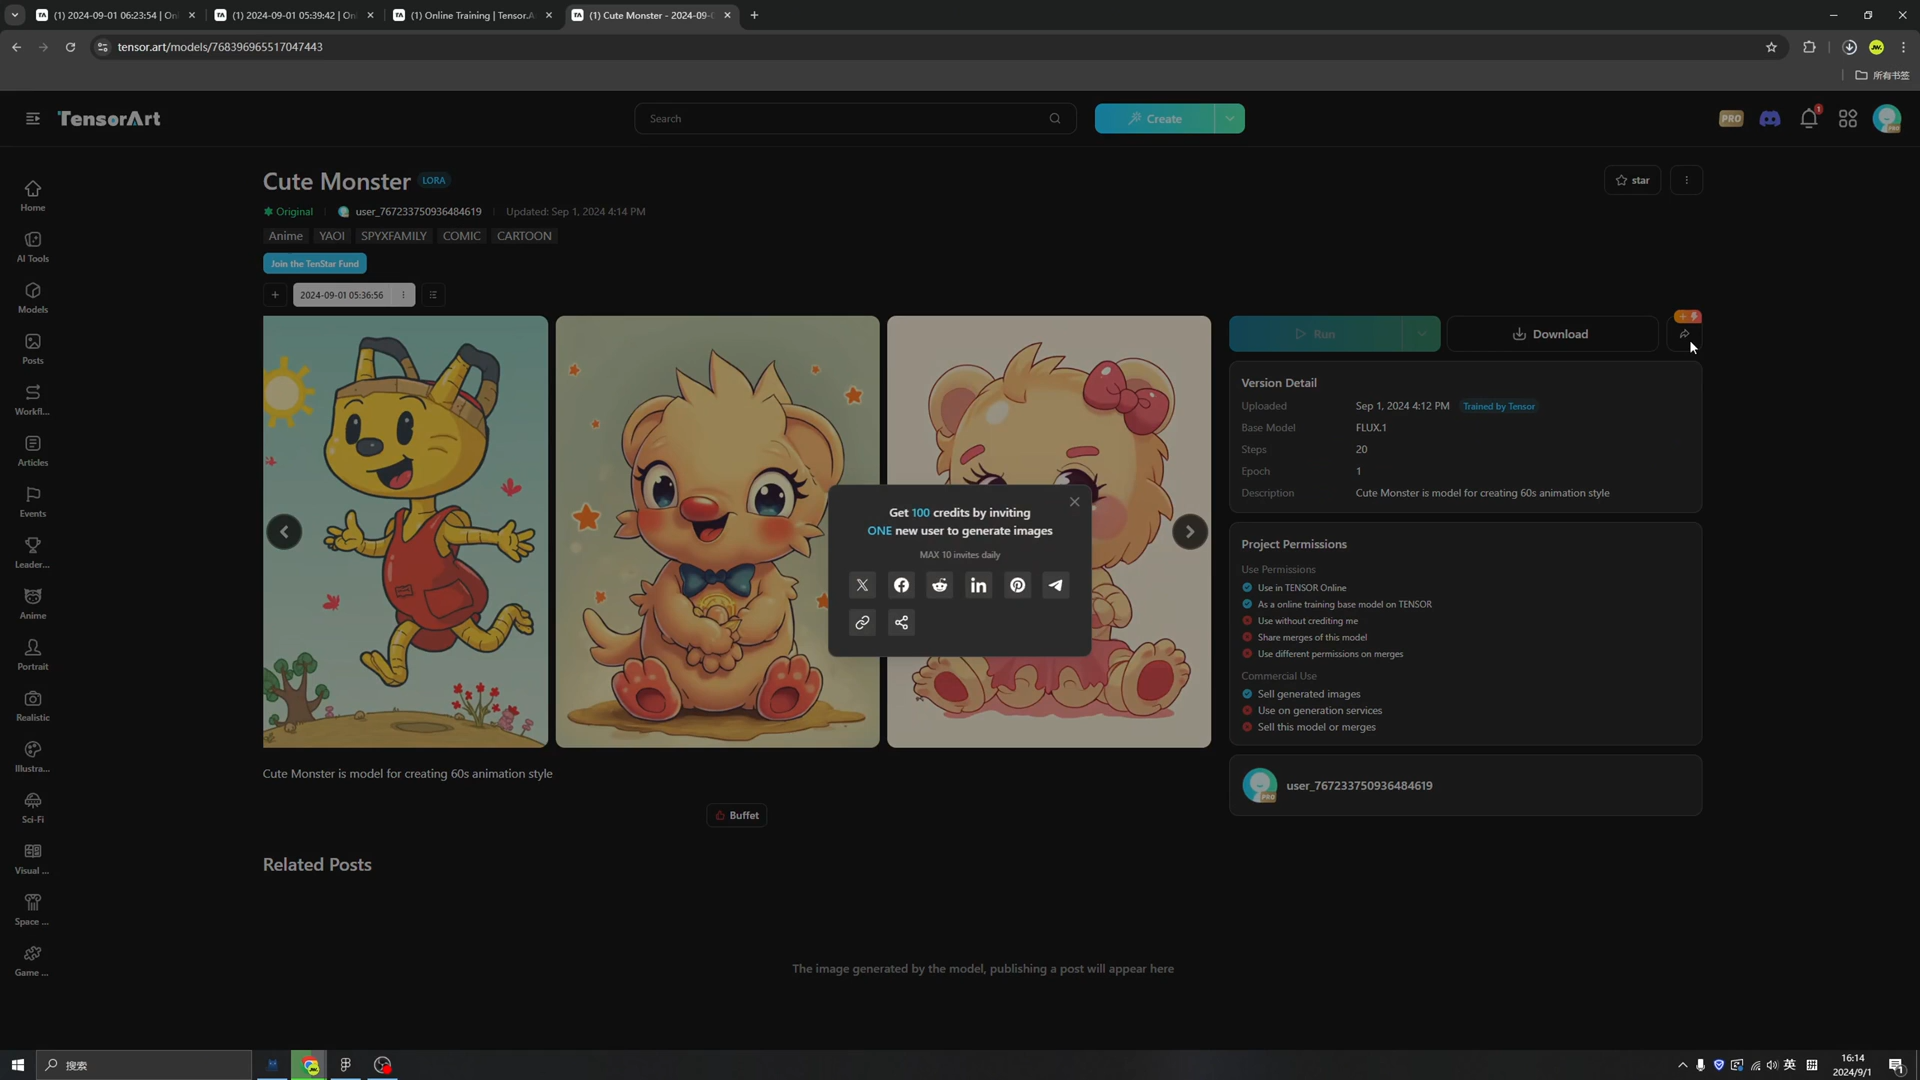 (1) 2024-09-01 06:23:54 | Onl
(1) 2024-09-01 05:39:42 | Onl
(1) Online Training | Tensor.A
(1) Cute Monster - 2024-09-0
tensor.art/models/768396965517047443
所有书签
TensorArt
Search
Create
PRO
1
Home
AI Tools
Models
Posts
Workfl...
Articles
Events
Leader...
Anime
Portrait
Realistic
Illustra...
Sci-Fi
Visual ...
Space ...
Game ...
Cute Monster LORA
star
Original
user_767233750936484619
Updated: Sep 1, 2024 4:14 PM
Anime YAOI SPYXFAMILY COMIC CARTOON
Join the TenStar Fund
+ 2024-09-01 05:36:56
Run
Download
Version Detail
Uploaded Sep 1, 2024 4:12 PM Trained by Tensor
Base Model FLUX.1
Steps 20
Epoch 1
Description Cute Monster is model for creating 60s animation style
Project Permissions
Use Permissions
Use in TENSOR Online
As a online training base model on TENSOR
Use without crediting me
Share merges of this model
Use different permissions on merges
Commercial Use
Sell generated images
Use on generation services
Sell this model or merges
PRO
user_767233750936484619
Get 100 credits by inviting
ONE new user to generate images
MAX 10 invites daily
Cute Monster is model for creating 60s animation style
Buffet
Related Posts
The image generated by the model, publishing a post will appear here
搜索
英
16:14
2024/9/1